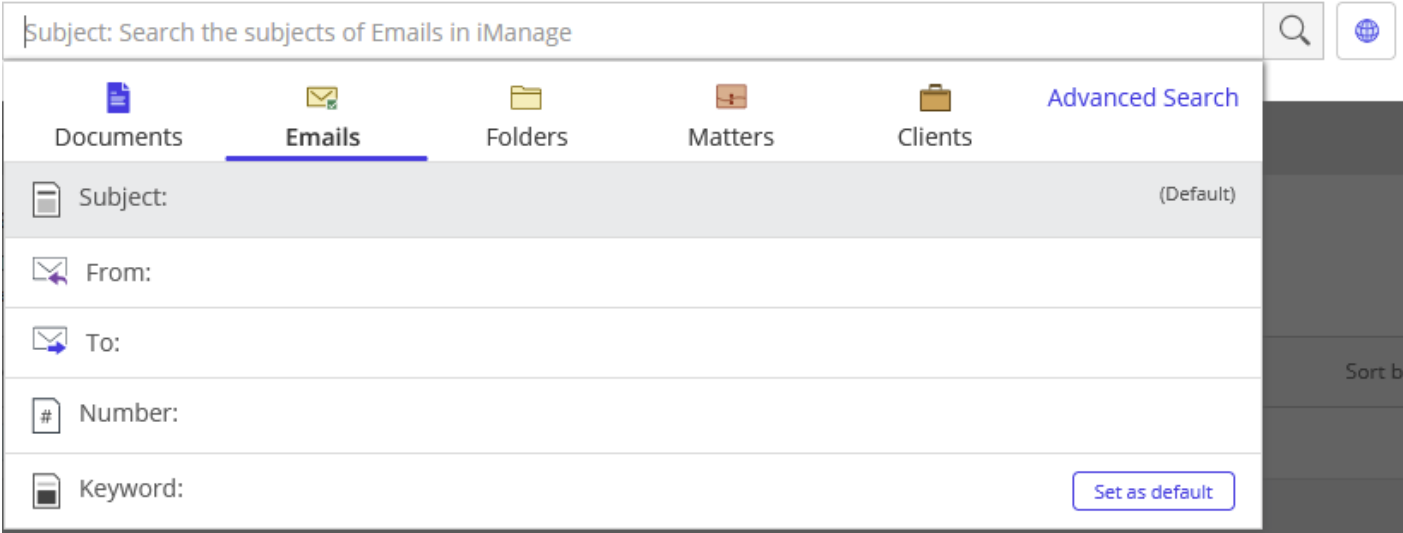 Subject: Search the subjects of Emails in iManage
Documents
Emails
Folders
Matters
Clients
Advanced Search
Subject:
(Default)
From:
To:
Sort b
# Number:
Keyword:
Set as default